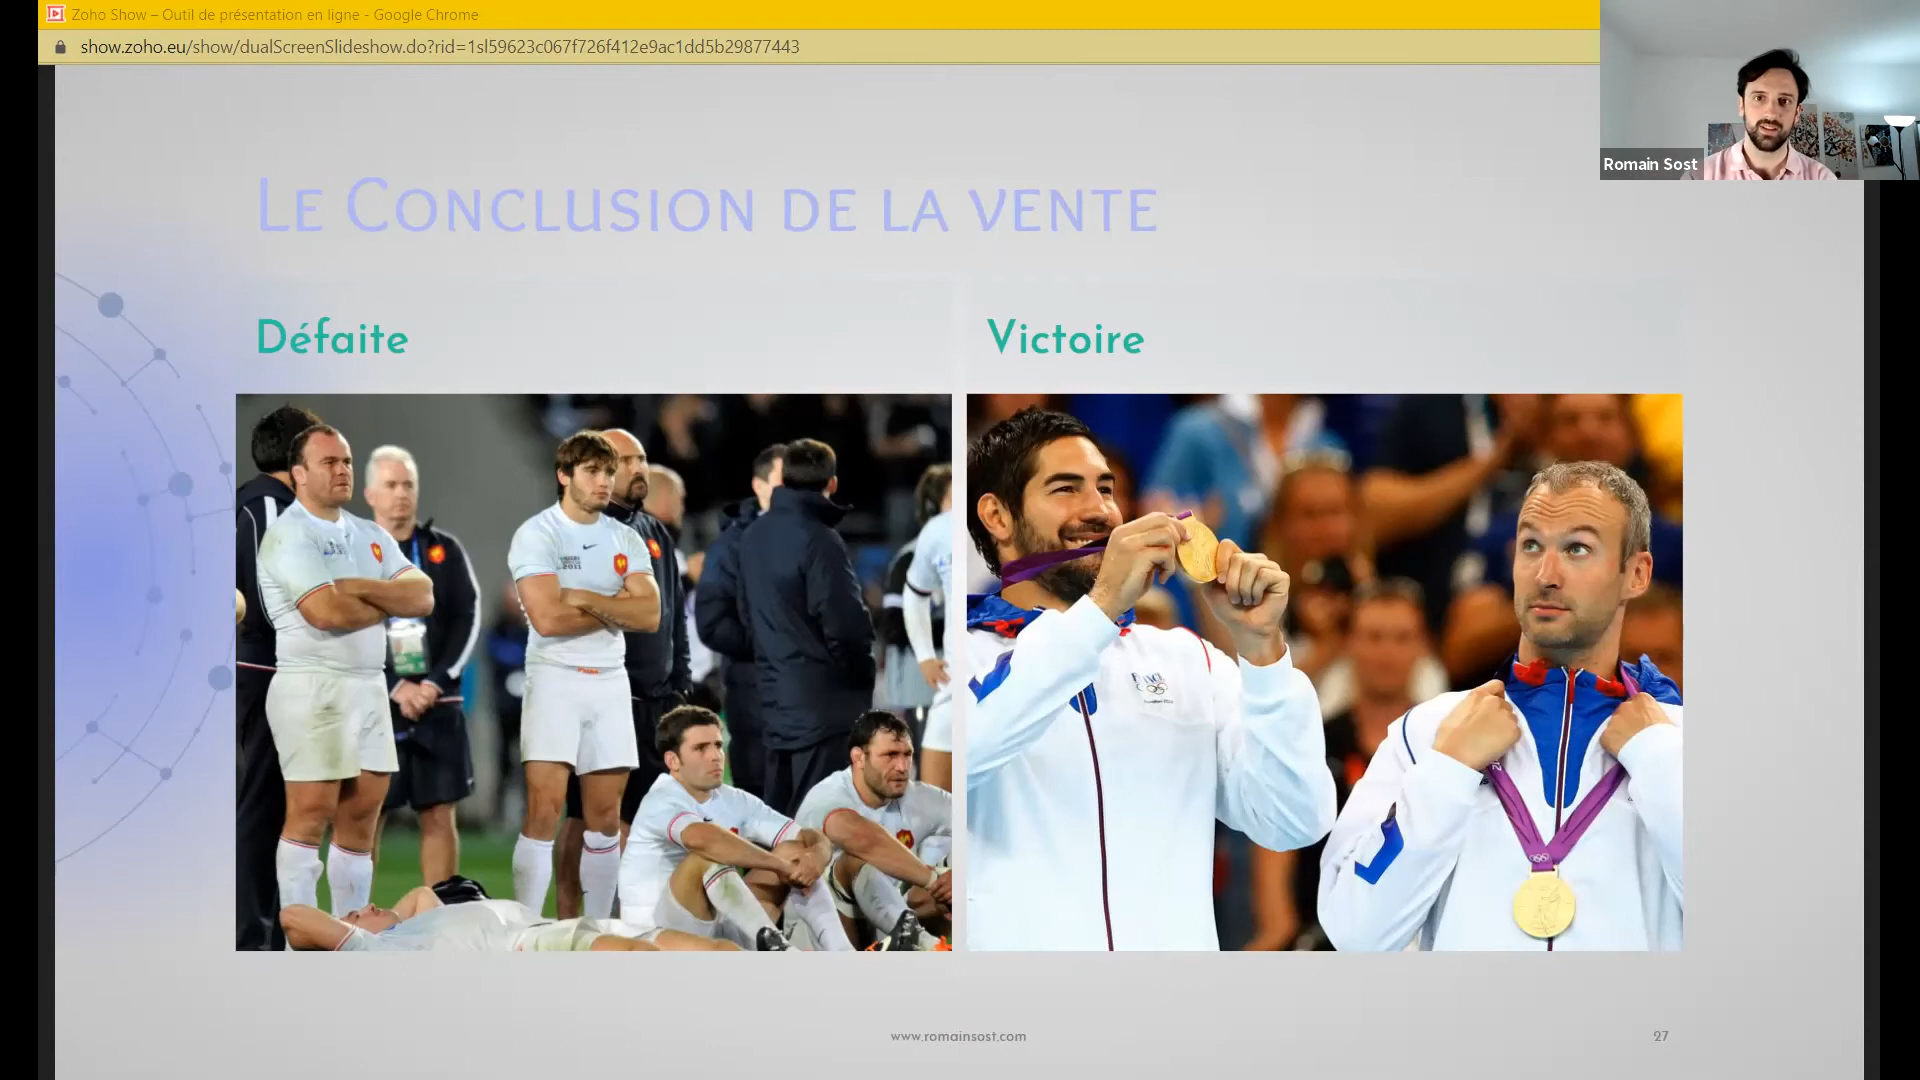 Zoho Show – Outil de présentation en ligne - Google Chrome
show.zoho.eu/show/dualScreenSlideshow.do?rid=1sl59623c067f726f412e9ac1dd5b29877443
Romain Sost
Le Conclusion de la vente
Défaite
Victoire
2011
www.romainsost.com
27